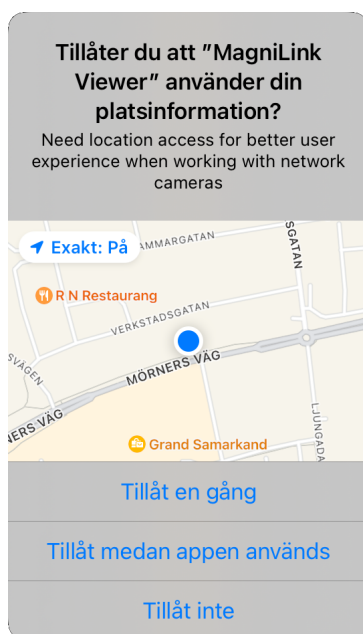 Tillåter du att ”MagniLink
Viewer” använder din
platsinformation?
Need location access for better user
experience when working with network
cameras
Exakt: På
AMMARGATAN
SGATAN
R N Restaurang
VERKSTADSGATAN
SVÄGEN
MÖRNERS VÄG
NERS VÄG
LJUNGADA
Grand Samarkand
Tillåt en gång
Tillåt medan appen används
Tillåt inte